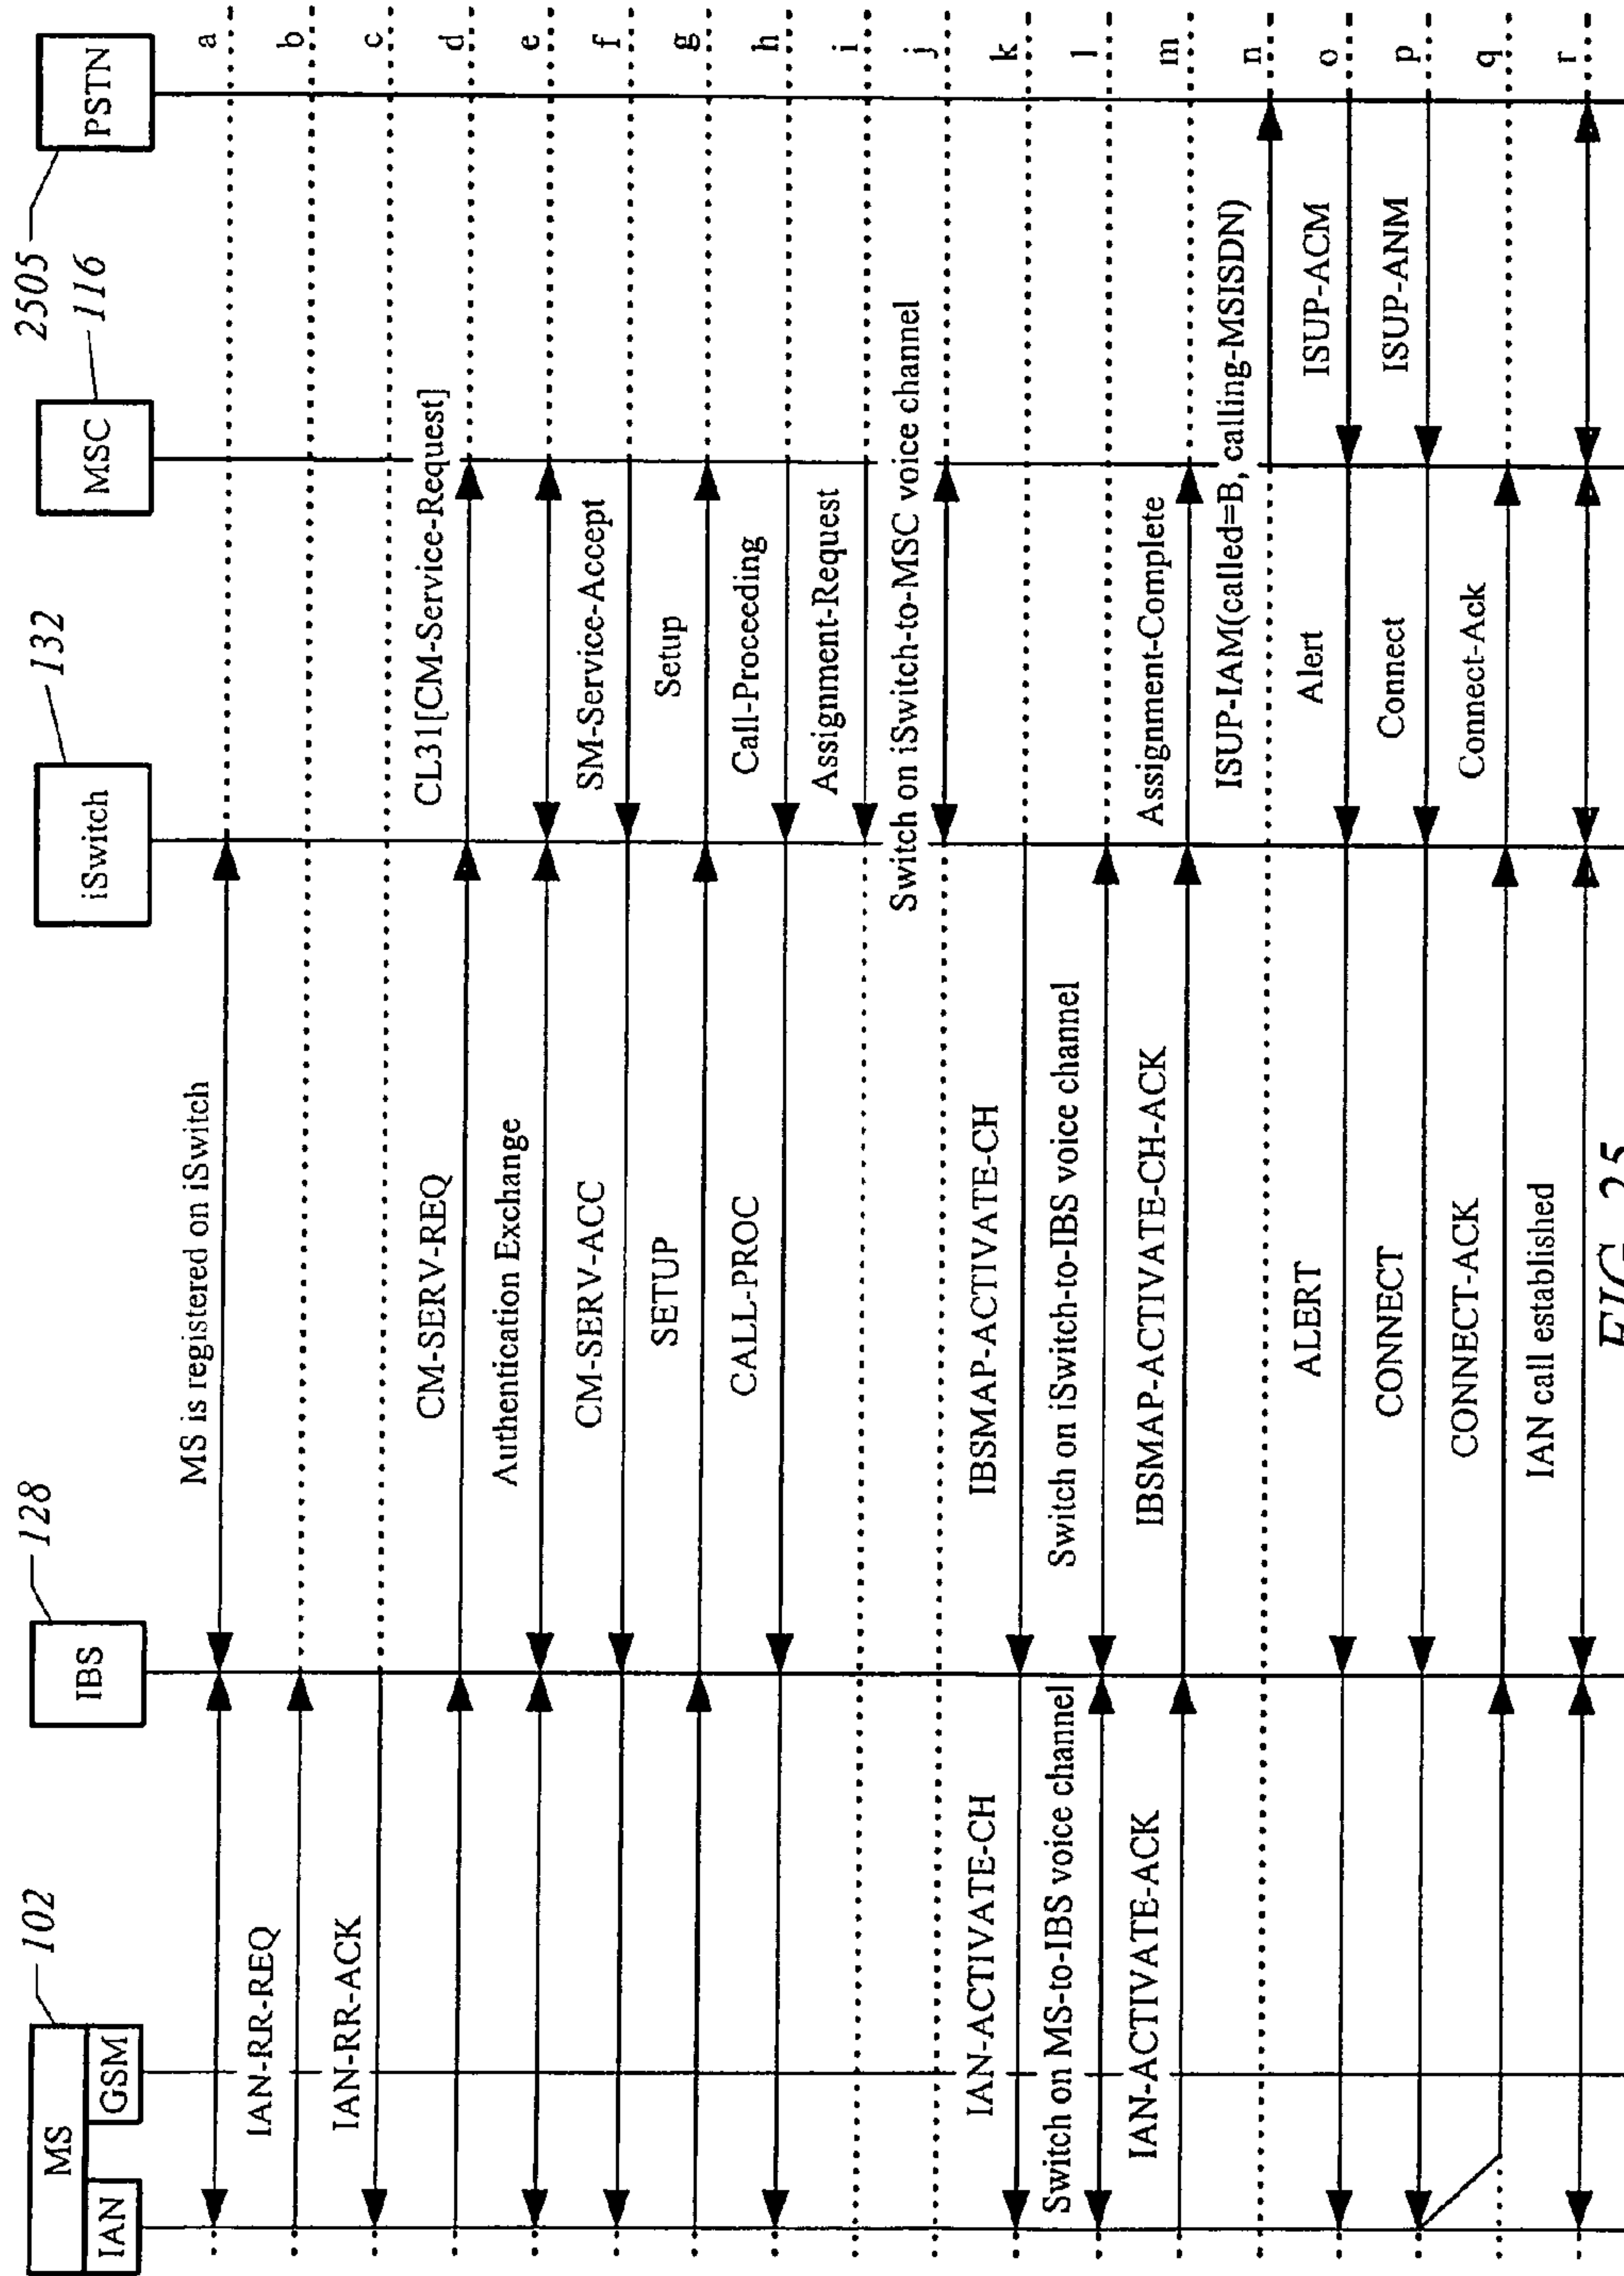 102
128
132
2505
116
MS
IAN
GSM
IBS
iSwitch
MSC
PSTN
MS is registered on iSwitch
a
IAN-RR-REQ
b
IAN-RR-ACK
c
CM-SERV-REQ
CL31[CM-Service-Request]
d
Authentication Exchange
e
CM-SERV-ACC
SM-Service-Accept
f
SETUP
Setup
g
CALL-PROC
Call-Proceeding
h
Assignment-Request
i
Switch on iSwitch-to-MSC voice channel
j
IAN-ACTIVATE-CH
IBSMAP-ACTIVATE-CH
k
Switch on MS-to-IBS voice channel
Switch on iSwitch-to-IBS voice channel
l
IAN-ACTIVATE-ACK
IBSMAP-ACTIVATE-CH-ACK
Assignment-Complete
m
ISUP-IAM(called=B, calling-MSISDN)
n
ALERT
Alert
ISUP-ACM
o
CONNECT
Connect
ISUP-ANM
p
CONNECT-ACK
Connect-Ack
q
IAN call established
r
FIG. 25